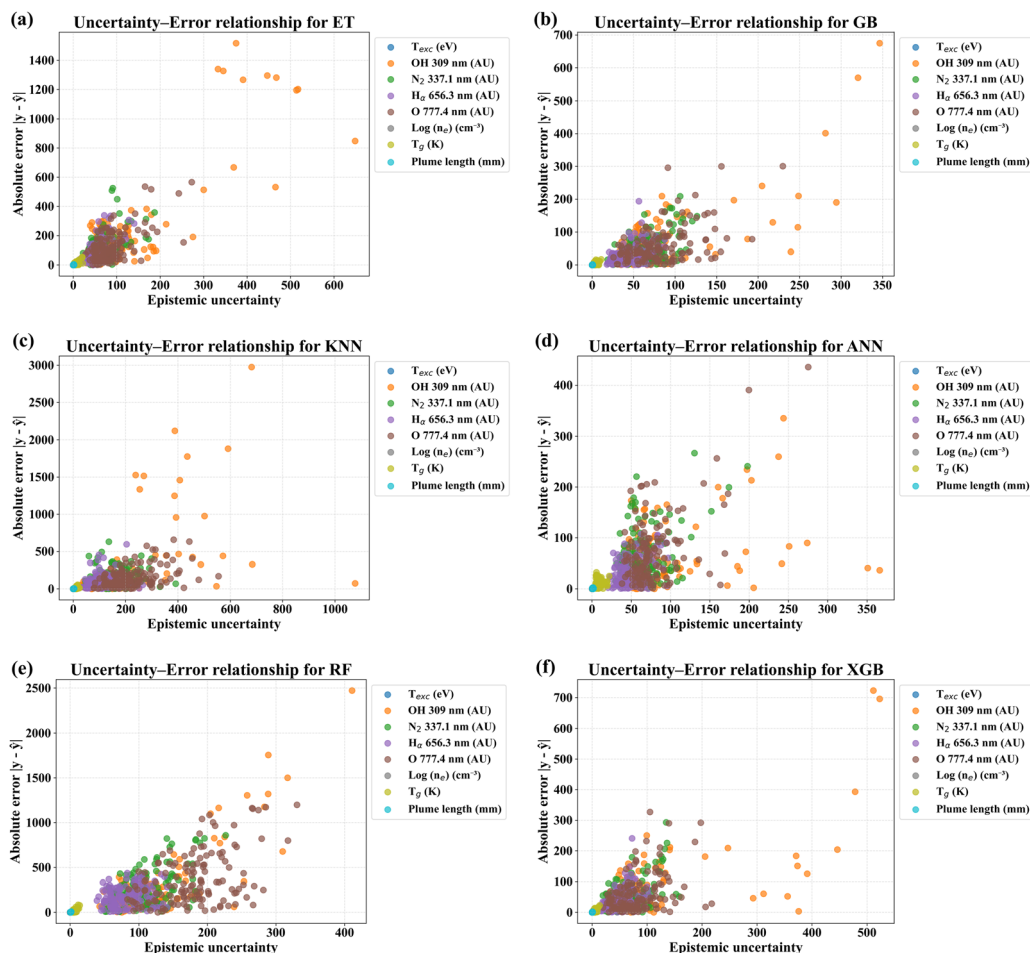 (a)
Uncertainty–Error relationship for ET
Absolute error |y - ŷ|
1400
1200
1000
800
600
400
200
0
0 100 200 300 400 500 600
Epistemic uncertainty
T_exc (eV)
OH 309 nm (AU)
N₂ 337.1 nm (AU)
H_α 656.3 nm (AU)
O 777.4 nm (AU)
Log (n_e) (cm⁻³)
T_g (K)
Plume length (mm)
(b)
Uncertainty–Error relationship for GB
Absolute error |y - ŷ|
700
600
500
400
300
200
100
0
0 50 100 150 200 250 300 350
Epistemic uncertainty
T_exc (eV)
OH 309 nm (AU)
N₂ 337.1 nm (AU)
H_α 656.3 nm (AU)
O 777.4 nm (AU)
Log (n_e) (cm⁻³)
T_g (K)
Plume length (mm)
(c)
Uncertainty–Error relationship for KNN
Absolute error |y - ŷ|
3000
2500
2000
1500
1000
500
0
0 200 400 600 800 1000
Epistemic uncertainty
T_exc (eV)
OH 309 nm (AU)
N₂ 337.1 nm (AU)
H_α 656.3 nm (AU)
O 777.4 nm (AU)
Log (n_e) (cm⁻³)
T_g (K)
Plume length (mm)
(d)
Uncertainty–Error relationship for ANN
Absolute error |y - ŷ|
400
300
200
100
0
0 50 100 150 200 250 300 350
Epistemic uncertainty
T_exc (eV)
OH 309 nm (AU)
N₂ 337.1 nm (AU)
H_α 656.3 nm (AU)
O 777.4 nm (AU)
Log (n_e) (cm⁻³)
T_g (K)
Plume length (mm)
(e)
Uncertainty–Error relationship for RF
Absolute error |y - ŷ|
2500
2000
1500
1000
500
0
0 100 200 300 400
Epistemic uncertainty
T_exc (eV)
OH 309 nm (AU)
N₂ 337.1 nm (AU)
H_α 656.3 nm (AU)
O 777.4 nm (AU)
Log (n_e) (cm⁻³)
T_g (K)
Plume length (mm)
(f)
Uncertainty–Error relationship for XGB
Absolute error |y - ŷ|
700
600
500
400
300
200
100
0
0 100 200 300 400 500
Epistemic uncertainty
T_exc (eV)
OH 309 nm (AU)
N₂ 337.1 nm (AU)
H_α 656.3 nm (AU)
O 777.4 nm (AU)
Log (n_e) (cm⁻³)
T_g (K)
Plume length (mm)